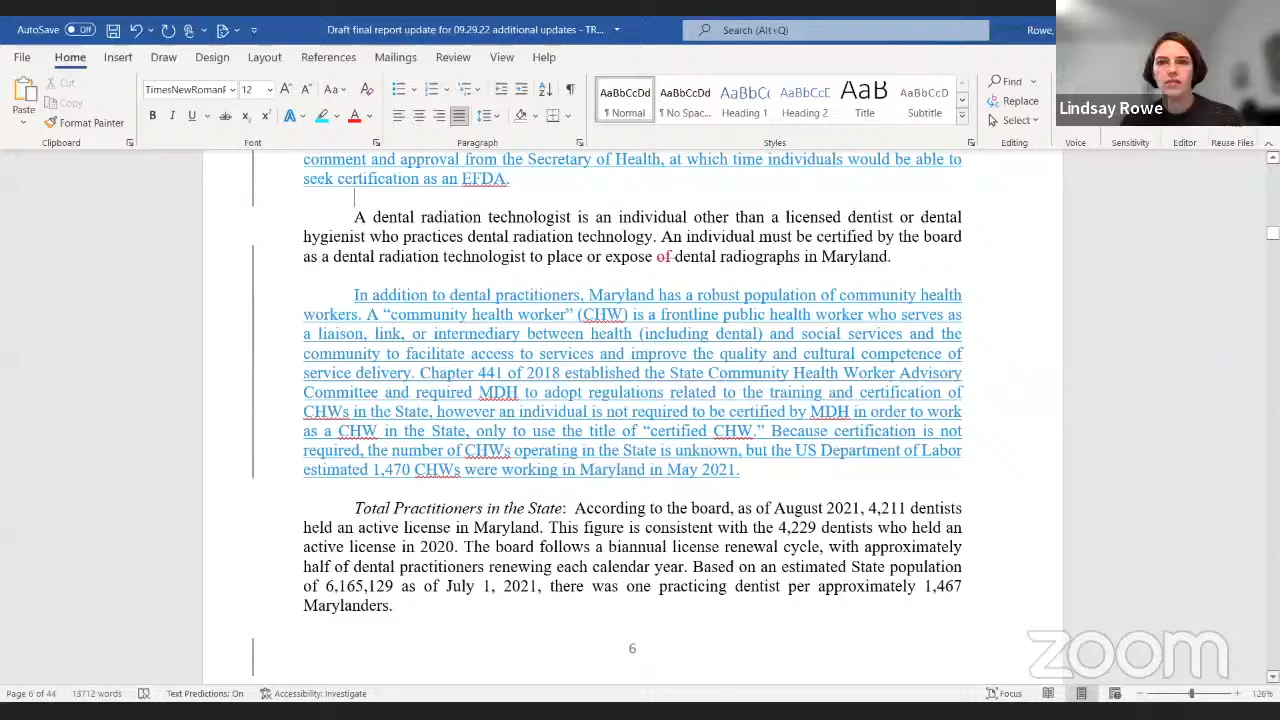 AutoSave Off
Draft final report update for 09.29.22 additional updates - TR...
Search (Alt+Q)
Rowe,
File Home Insert Draw Design Layout References Mailings Review View Help
Paste
Cut
Copy
Format Painter
Clipboard
TimesNewRomanP 12
Font
Paragraph
AaBbCcDd AaBbCcDd AaBbC( AaBbCcE AaB AaBbCcD
¶ Normal ¶ No Spac... Heading 1 Heading 2 Title Subtitle
Styles
Find
Replace
Select
Editing
Voice
Sensitivity
Editor
Reuse Files
Lindsay Rowe
comment and approval from the Secretary of Health, at which time individuals would be able to
seek certification as an EFDA.
A dental radiation technologist is an individual other than a licensed dentist or dental
hygienist who practices dental radiation technology. An individual must be certified by the board
as a dental radiation technologist to place or expose of dental radiographs in Maryland.
In addition to dental practitioners, Maryland has a robust population of community health
workers. A “community health worker” (CHW) is a frontline public health worker who serves as
a liaison, link, or intermediary between health (including dental) and social services and the
community to facilitate access to services and improve the quality and cultural competence of
service delivery. Chapter 441 of 2018 established the State Community Health Worker Advisory
Committee and required MDH to adopt regulations related to the training and certification of
CHWs in the State, however an individual is not required to be certified by MDH in order to work
as a CHW in the State, only to use the title of “certified CHW.” Because certification is not
required, the number of CHWs operating in the State is unknown, but the US Department of Labor
estimated 1,470 CHWs were working in Maryland in May 2021.
Total Practitioners in the State: According to the board, as of August 2021, 4,211 dentists
held an active license in Maryland. This figure is consistent with the 4,229 dentists who held an
active license in 2020. The board follows a biannual license renewal cycle, with approximately
half of dental practitioners renewing each calendar year. Based on an estimated State population
of 6,165,129 as of July 1, 2021, there was one practicing dentist per approximately 1,467
Marylanders.
6
zoom
Page 6 of 44 13712 words Text Predictions: On Accessibility: Investigate Focus 126%